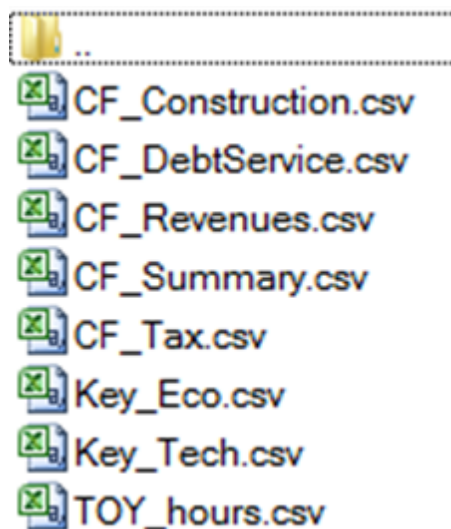 ..
CF_Construction.csv
CF_DebtService.csv
CF_Revenues.csv
CF_Summary.csv
CF_Tax.csv
Key_Eco.csv
Key_Tech.csv
TOY_hours.csv